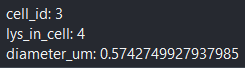 cell_id: 3
lys_in_cell: 4
diameter_um: 0.5742749927937985